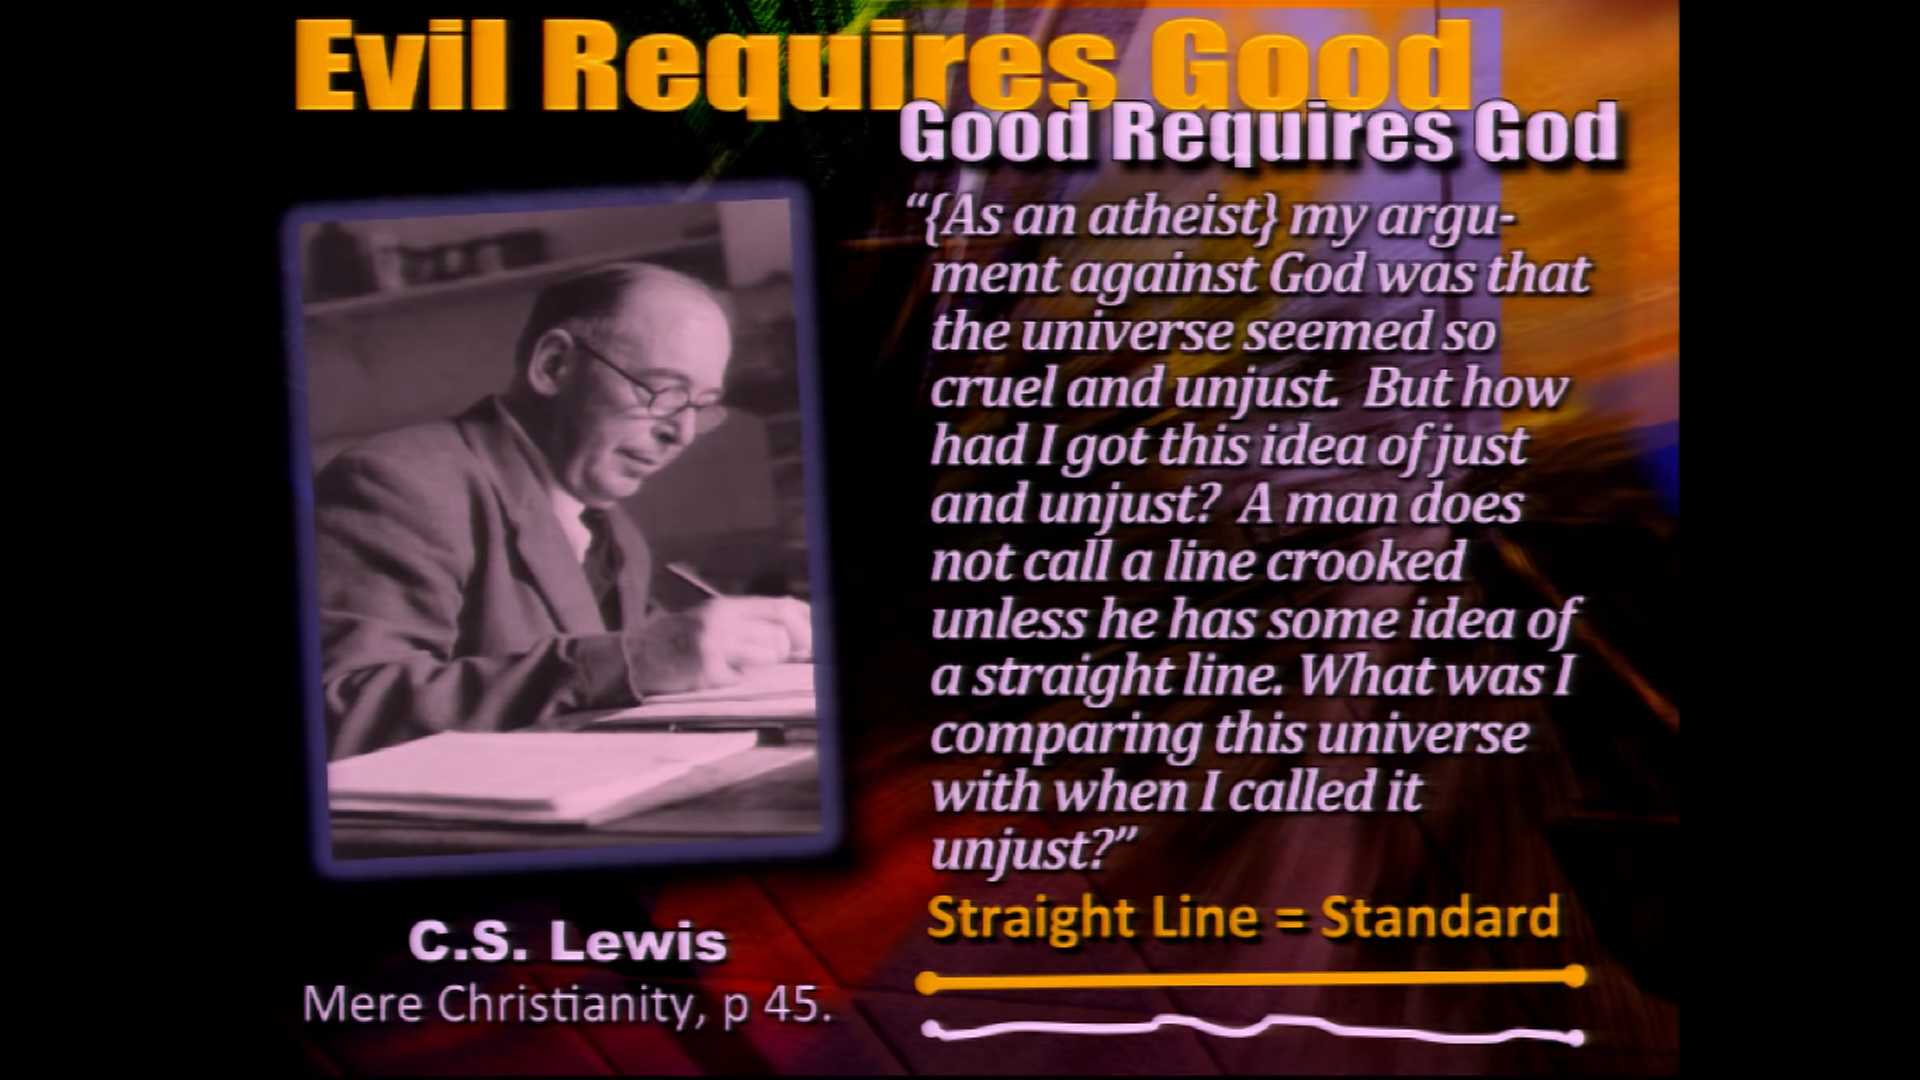 Evil Requires Good
Good Requires God
“{As an atheist} my argu-
ment against God was that
the universe seemed so
cruel and unjust.  But how
had I got this idea of just
and unjust?  A man does
not call a line crooked
unless he has some idea of
a straight line. What was I
comparing this universe
with when I called it
unjust?”
Straight Line = Standard
C.S. Lewis
Mere Christianity, p 45.